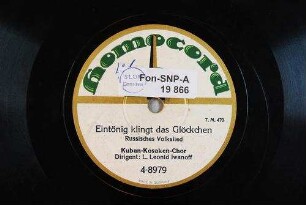 Homocord
Fon-SNP-A
19 866
T. M. 473
Eintönig klingt das Glöckchen
Russisches Volkslied
Kuban-Kosaken-Chor
Dirigent: L. Leonid Iwanoff
4-8979